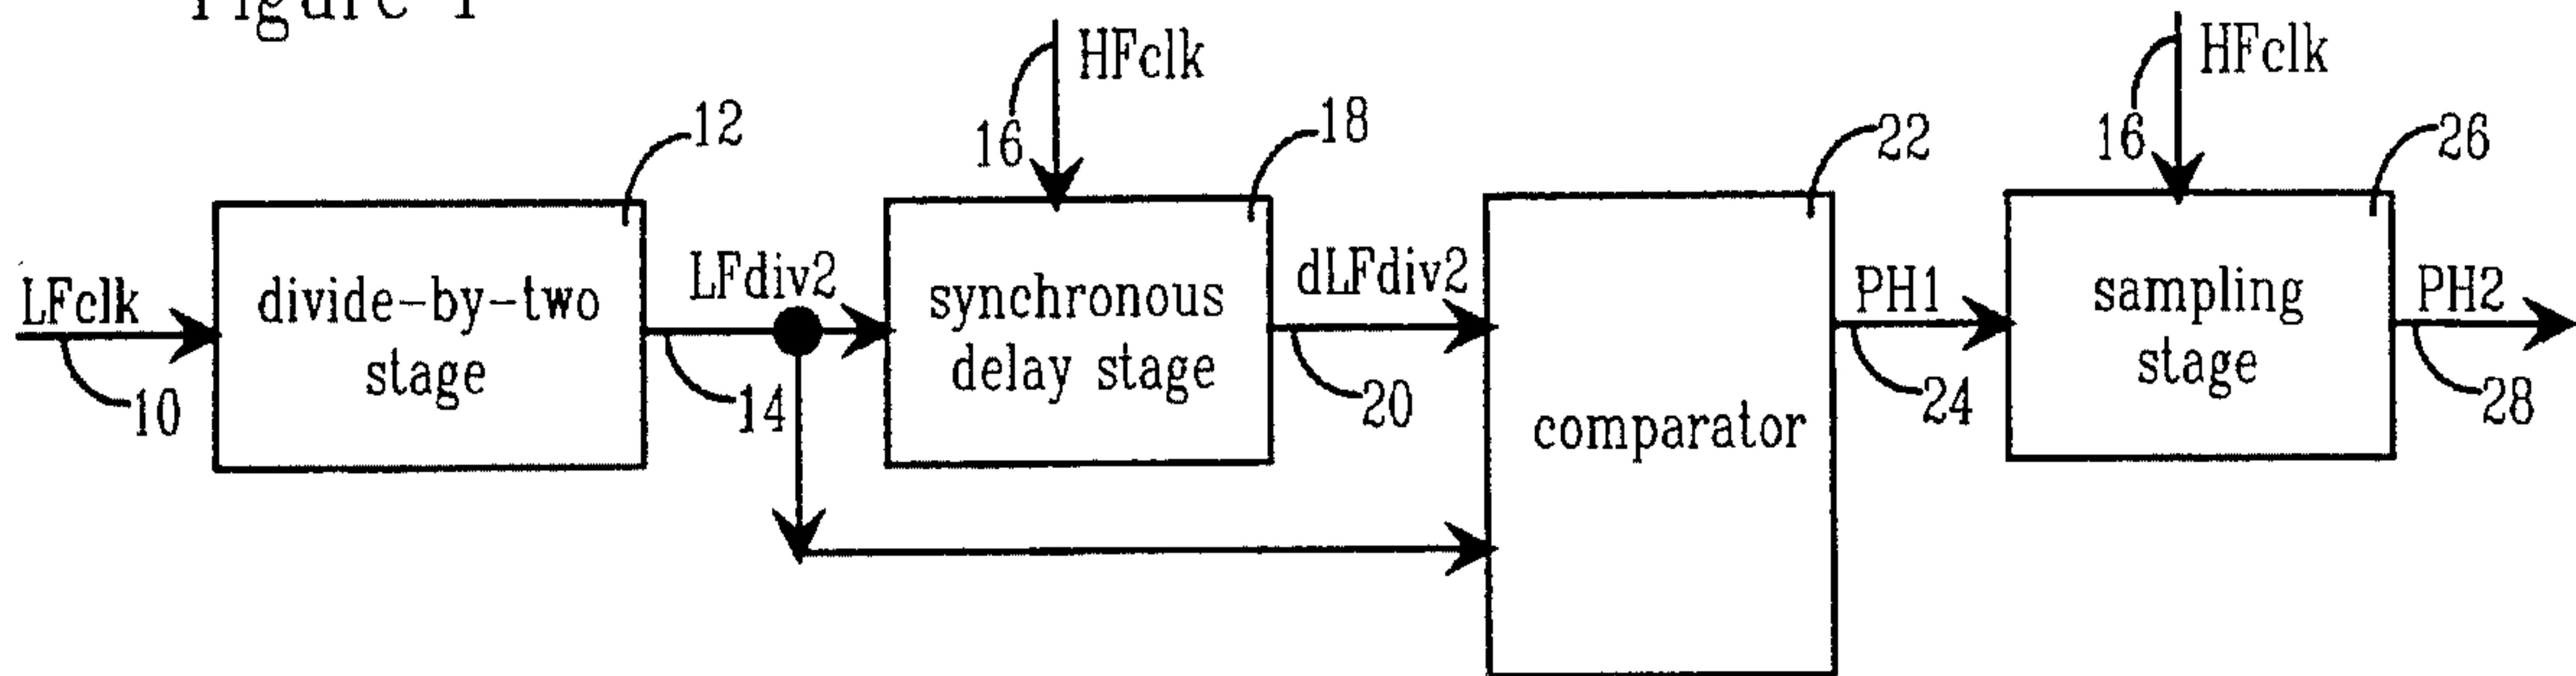 Figure 1
HFclk
HFclk
12
16
18
22
16
26
LFclk
divide-by-two
stage
LFdiv2
synchronous
delay stage
dLFdiv2
comparator
PH1
sampling
stage
PH2
10
14
20
24
28